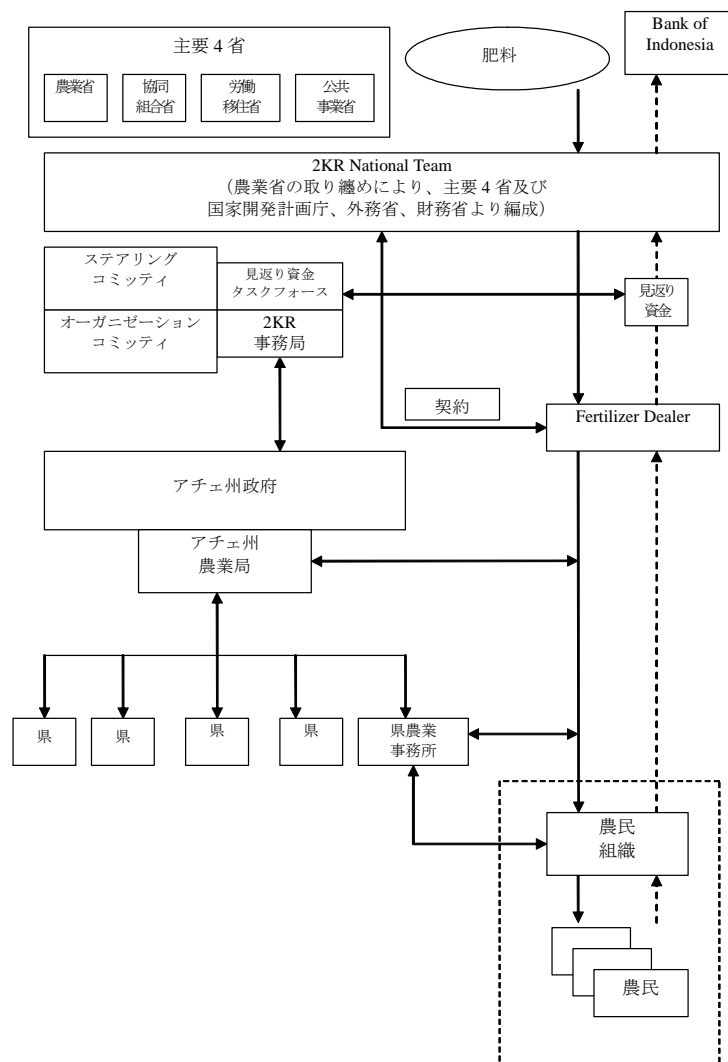 主要 4 省
農業省
協同
組合省
労働
移住省
公共
事業省
肥料
Bank of
Indonesia
2KR National Team
（農業省の取り纏めにより、主要 4 省及び
国家開発計画庁、外務省、財務省より編成）
ステアリング
コミッティ
見返り資金
タスクフォース
見返り
資金
オーガニゼーション
コミッティ
2KR
事務局
契約
Fertilizer Dealer
アチェ州政府
アチェ州
農業局
県
県
県
県
県農業
事務所
農民
組織
農民